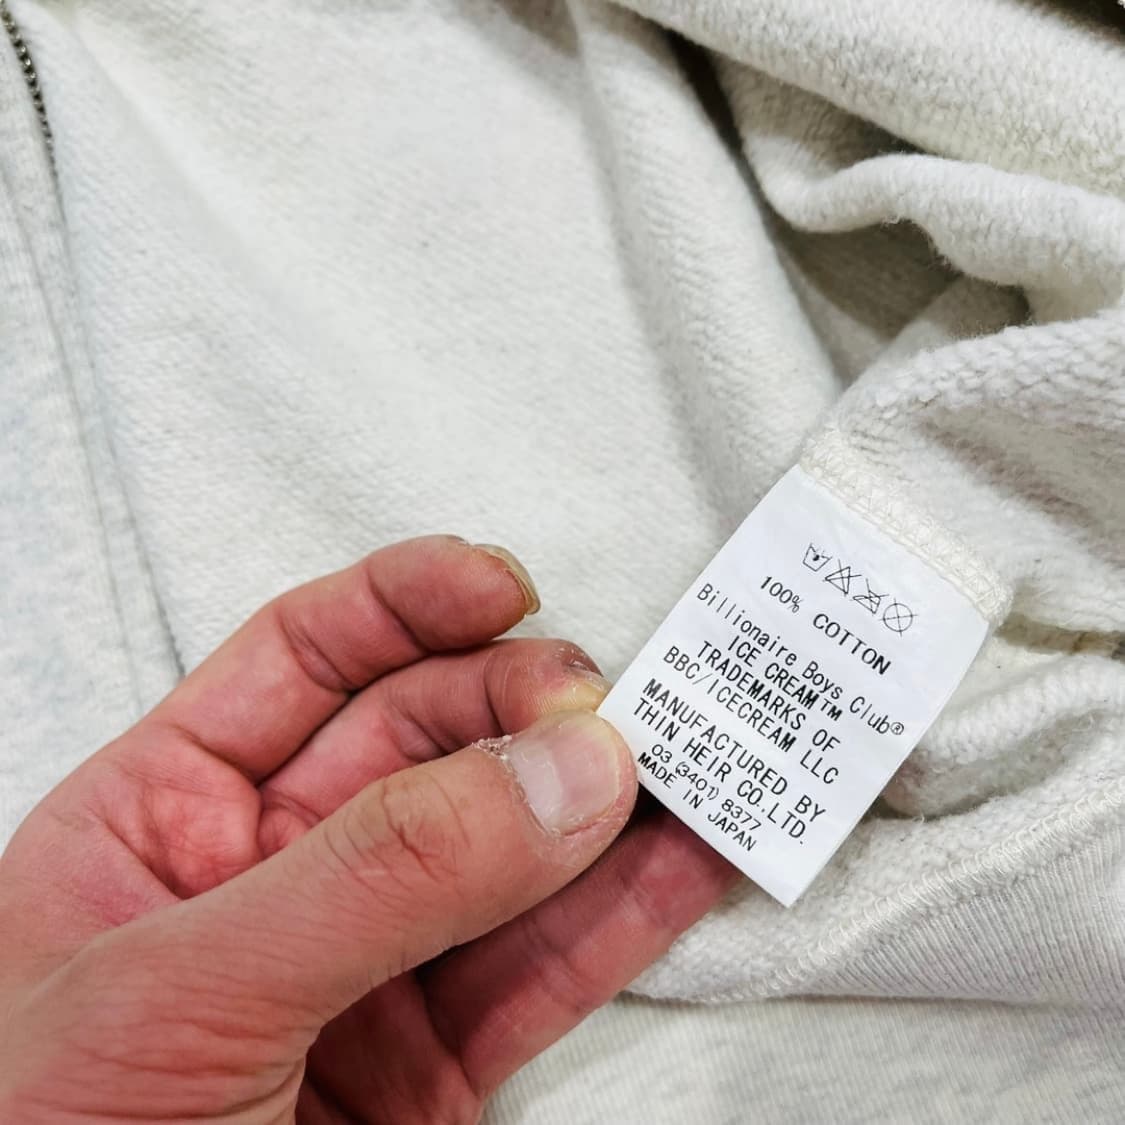 100% COTTON
Billionaire Boys Club®
ICE CREAM™
TRADEMARKS OF
BBC/ICECREAM LLC
MANUFACTURED BY
THIN HEIR CO.,LTD.
03 (3401) 8377
MADE IN JAPAN